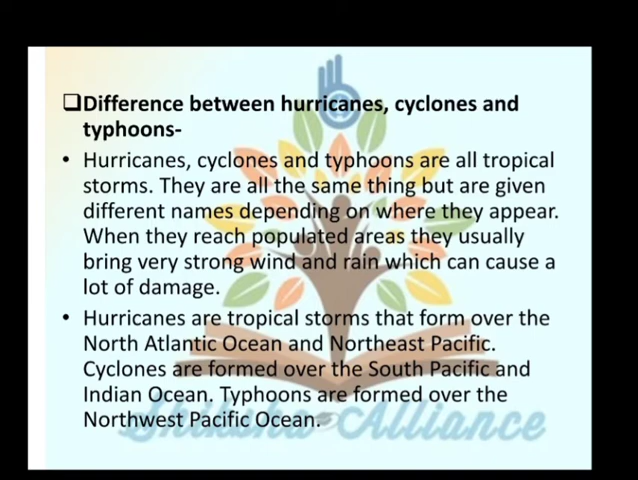 ❑Difference between hurricanes, cyclones and
typhoons-
• Hurricanes, cyclones and typhoons are all tropical
storms. They are all the same thing but are given
different names depending on where they appear.
When they reach populated areas they usually
bring very strong wind and rain which can cause a
lot of damage.
• Hurricanes are tropical storms that form over the
North Atlantic Ocean and Northeast Pacific.
Cyclones are formed over the South Pacific and
Indian Ocean. Typhoons are formed over the
Northwest Pacific Ocean.
Shiksha Alliance